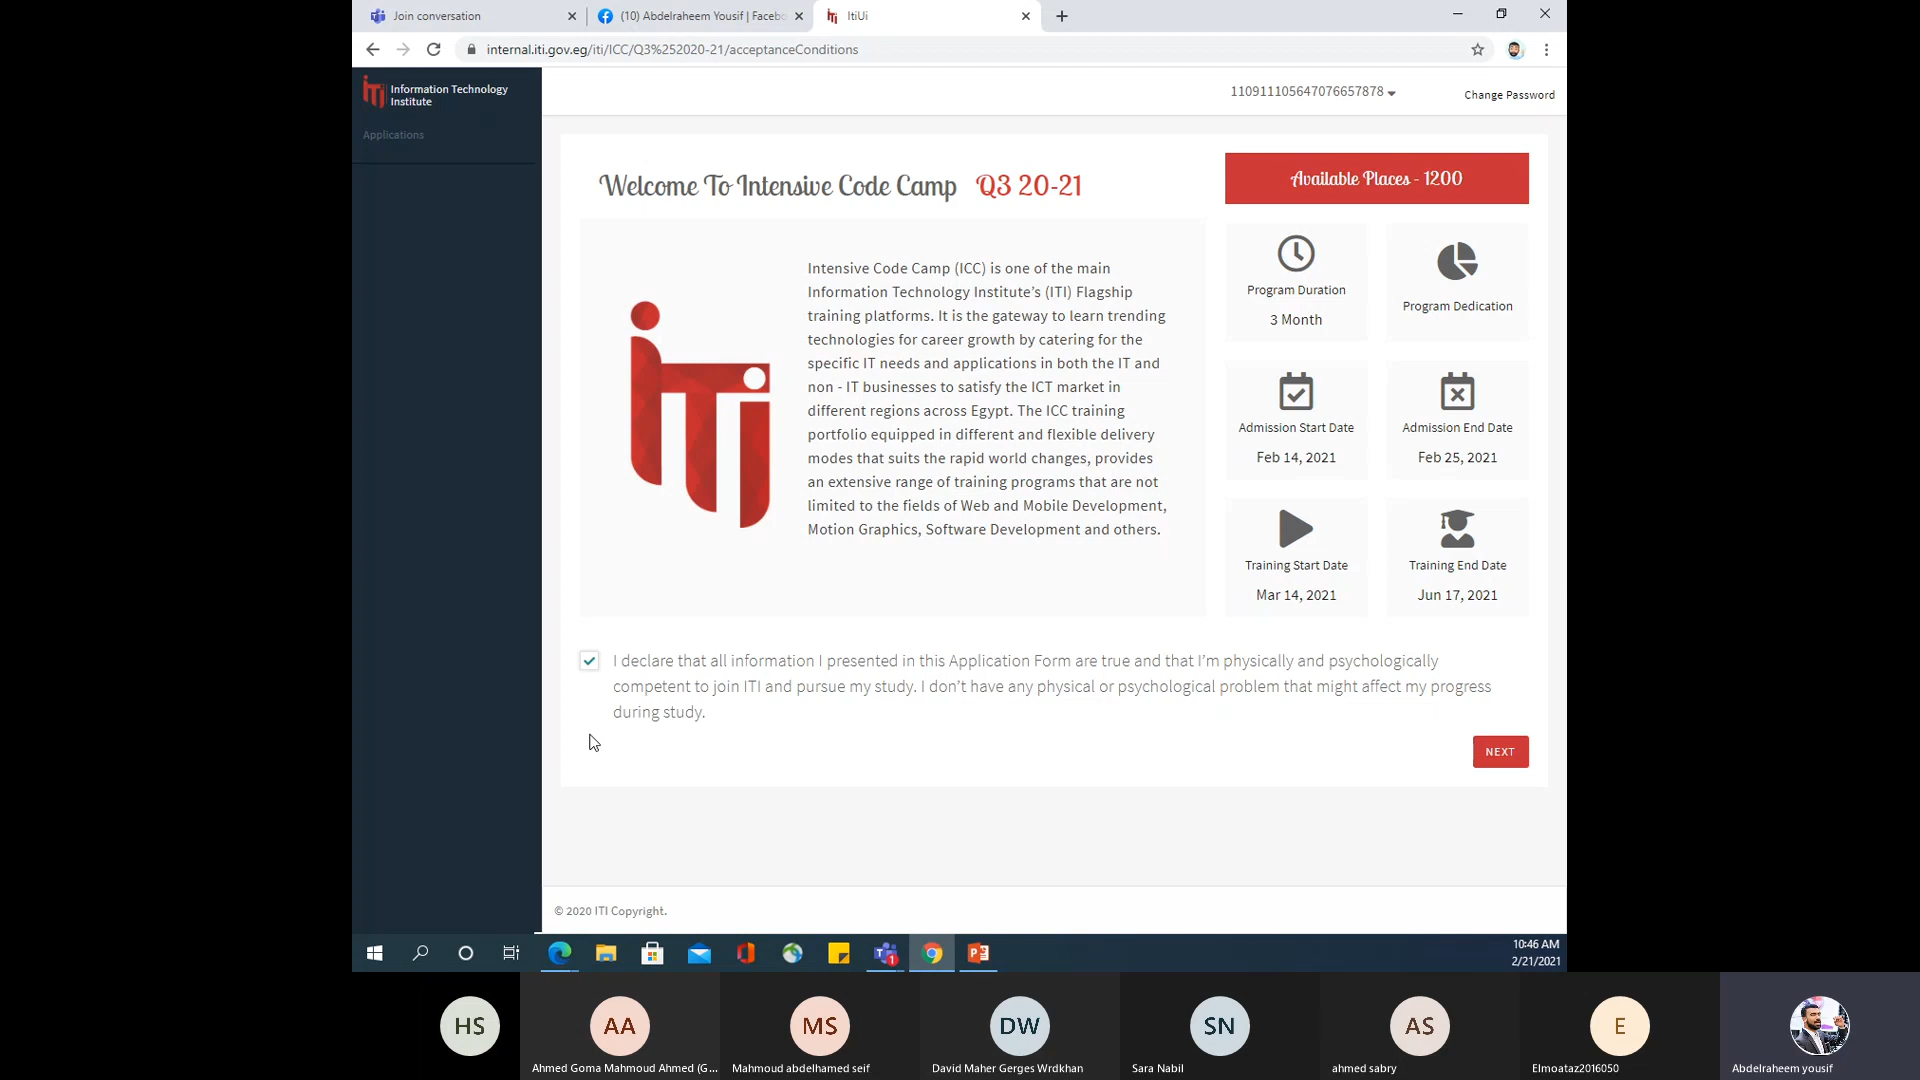 Join conversation
(10) Abdelraheem Yousif | Facebo
ItiUi
internal.iti.gov.eg/iti/ICC/Q3%252020-21/acceptanceConditions
Information Technology
Institute
110911105647076657878
Change Password
Applications
Welcome To Intensive Code Camp Q3 20-21
Available Places - 1200
Intensive Code Camp (ICC) is one of the main
Information Technology Institute's (ITI) Flagship
training platforms. It is the gateway to learn trending
technologies for career growth by catering for the
specific IT needs and applications in both the IT and
non - IT businesses to satisfy the ICT market in
different regions across Egypt. The ICC training
portfolio equipped in different and flexible delivery
modes that suits the rapid world changes, provides
an extensive range of training programs that are not
limited to the fields of Web and Mobile Development,
Motion Graphics, Software Development and others.
Program Duration
3 Month
Program Dedication
Admission Start Date
Feb 14, 2021
Admission End Date
Feb 25, 2021
Training Start Date
Mar 14, 2021
Training End Date
Jun 17, 2021
I declare that all information I presented in this Application Form are true and that I'm physically and psychologically
competent to join ITI and pursue my study. I don't have any physical or psychological problem that might affect my progress
during study.
NEXT
© 2020 ITI Copyright.
10:46 AM
2/21/2021
HS
AA
MS
DW
SN
AS
E
Ahmed Goma Mahmoud Ahmed (G...
Mahmoud abdelhamed seif
David Maher Gerges Wrdkhan
Sara Nabil
ahmed sabry
Elmoataz2016050
Abdelraheem yousif